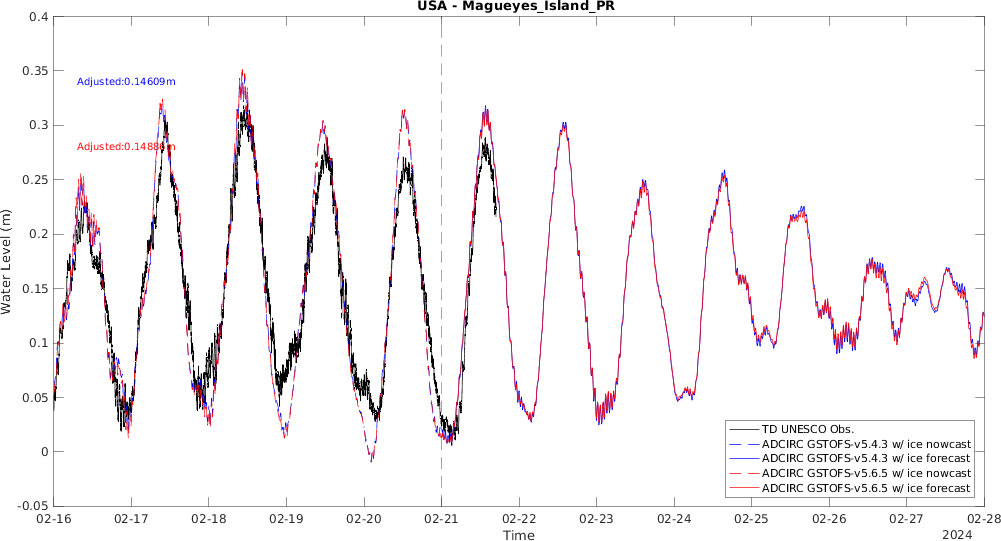 USA - Magueyes_Island_PR
0.4
0.35
0.3
0.25
0.2
0.15
0.1
0.05
0
-0.05
Water Level (m)
Adjusted:0.14609m
Adjusted:0.14886m
TD UNESCO Obs.
ADCIRC GSTOFS-v5.4.3 w/ ice nowcast
ADCIRC GSTOFS-v5.4.3 w/ ice forecast
ADCIRC GSTOFS-v5.6.5 w/ ice nowcast
ADCIRC GSTOFS-v5.6.5 w/ ice forecast
02-16 02-17 02-18 02-19 02-20 02-21 02-22 02-23 02-24 02-25 02-26 02-27 02-28
Time
2024